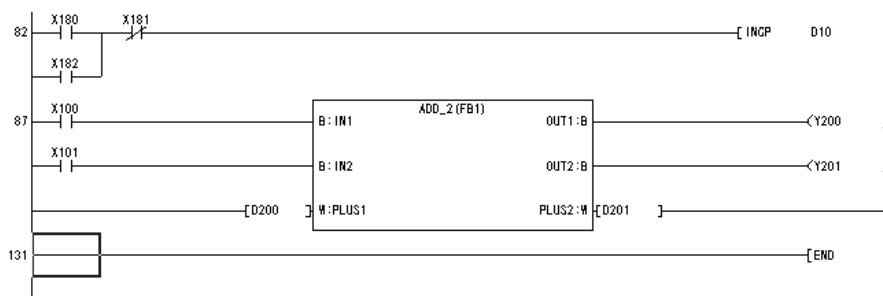 X180 X181
82 [ INCP D10
X182
X100 ADD_2(FB1)
87 B:IN1 OUT1:B Y200
X101
B:IN2 OUT2:B Y201
[D200 ] W:PLUS1 PLUS2:W [D201 ]
131 [ END